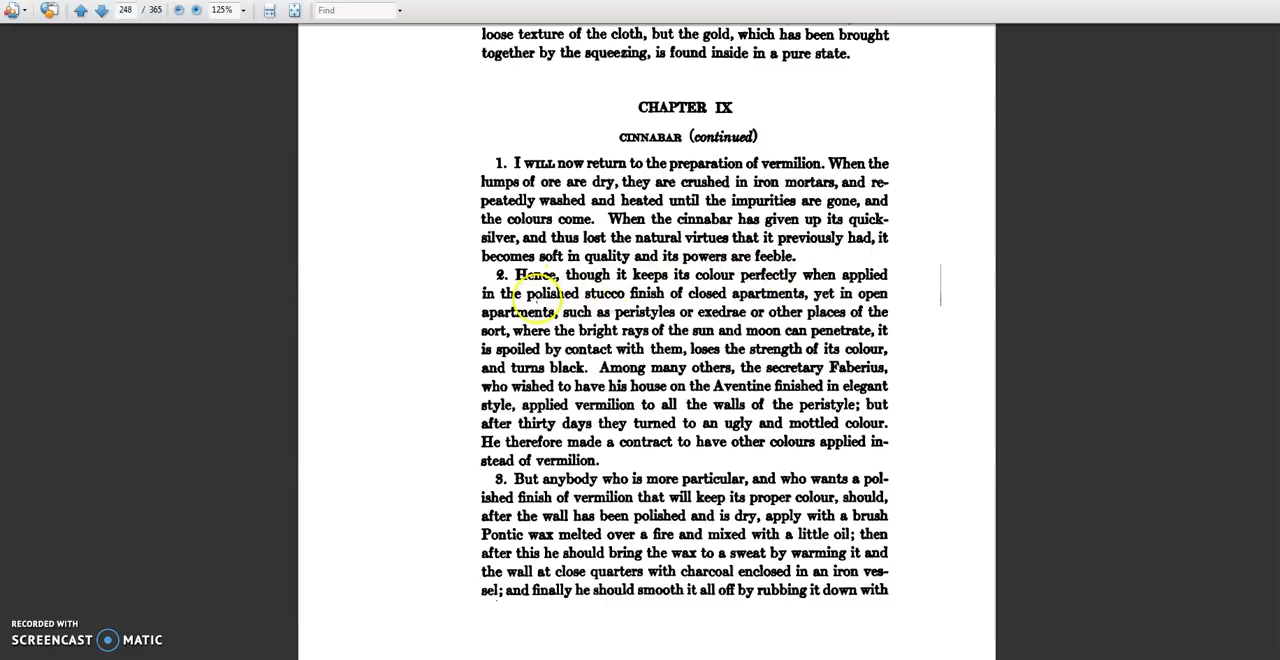 248 / 365
125%
Find
loose texture of the cloth, but the gold, which has been brought
together by the squeezing, is found inside in a pure state.
CHAPTER IX
CINNABAR (continued)
1. I WILL now return to the preparation of vermilion. When the
lumps of ore are dry, they are crushed in iron mortars, and re-
peatedly washed and heated until the impurities are gone, and
the colours come. When the cinnabar has given up its quick-
silver, and thus lost the natural virtues that it previously had, it
becomes soft in quality and its powers are feeble.
2. Hence, though it keeps its colour perfectly when applied
in the polished stucco finish of closed apartments, yet in open
apartments, such as peristyles or exedrae or other places of the
sort, where the bright rays of the sun and moon can penetrate, it
is spoiled by contact with them, loses the strength of its colour,
and turns black. Among many others, the secretary Faberius,
who wished to have his house on the Aventine finished in elegant
style, applied vermilion to all the walls of the peristyle; but
after thirty days they turned to an ugly and mottled colour.
He therefore made a contract to have other colours applied in-
stead of vermilion.
3. But anybody who is more particular, and who wants a pol-
ished finish of vermilion that will keep its proper colour, should,
after the wall has been polished and is dry, apply with a brush
Pontic wax melted over a fire and mixed with a little oil; then
after this he should bring the wax to a sweat by warming it and
the wall at close quarters with charcoal enclosed in an iron ves-
sel; and finally he should smooth it all off by rubbing it down with
RECORDED WITH
SCREENCAST MATIC